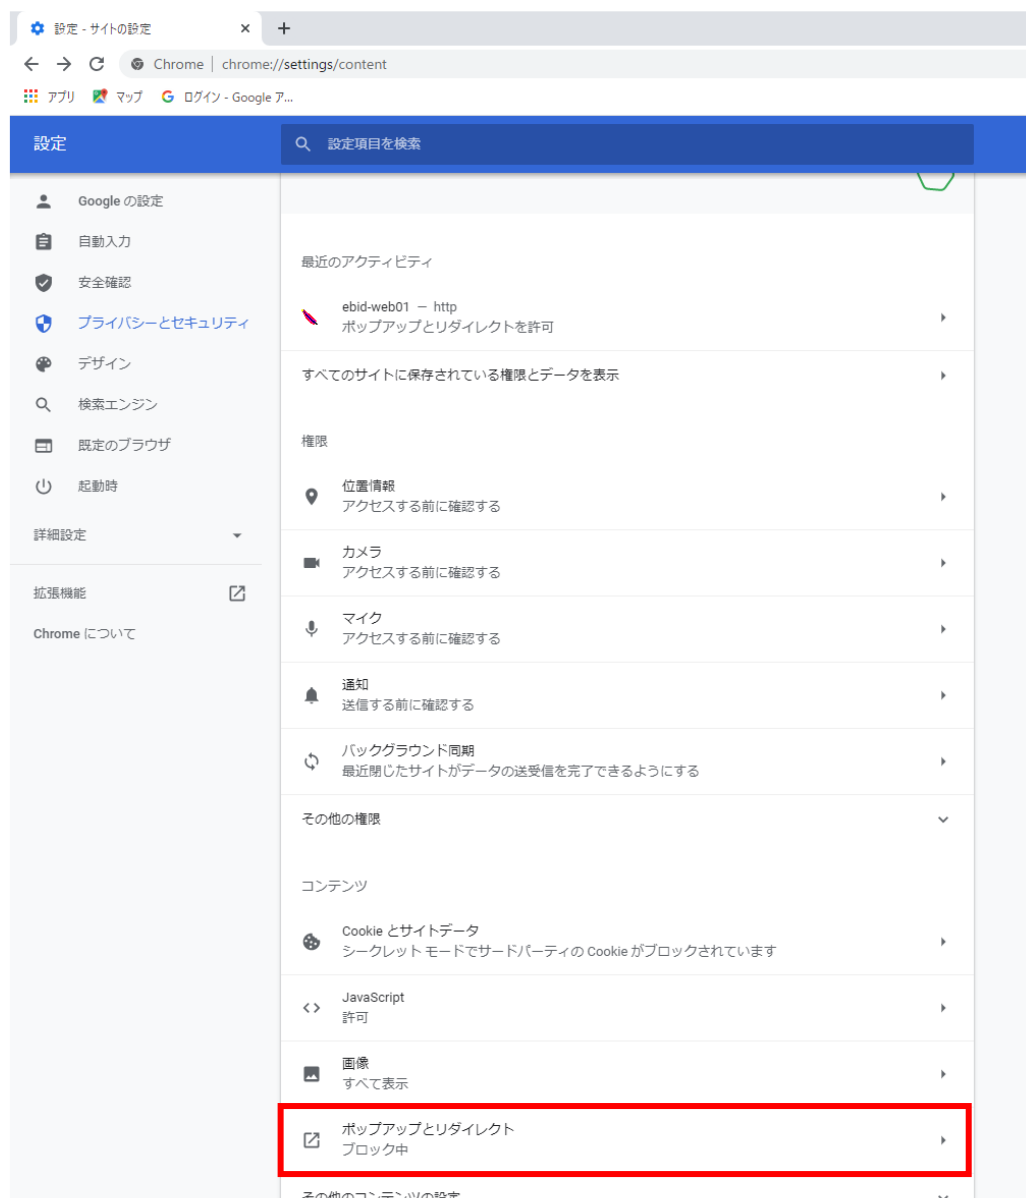 設定 - サイトの設定
Chrome | chrome://settings/content
アプリ マップ ログイン - Google ア...
設定
設定項目を検索
Google の設定
自動入力
安全確認
プライバシーとセキュリティ
デザイン
検索エンジン
既定のブラウザ
起動時
詳細設定
拡張機能
Chrome について
最近のアクティビティ
ebid-web01 — http
ポップアップとリダイレクトを許可
すべてのサイトに保存されている権限とデータを表示
権限
位置情報
アクセスする前に確認する
カメラ
アクセスする前に確認する
マイク
アクセスする前に確認する
通知
送信する前に確認する
バックグラウンド同期
最近閉じたサイトがデータの送受信を完了できるようにする
その他の権限
コンテンツ
Cookie とサイトデータ
シークレット モードでサードパーティの Cookie がブロックされています
JavaScript
許可
画像
すべて表示
ポップアップとリダイレクト
ブロック中
その他のコンテンツの設定